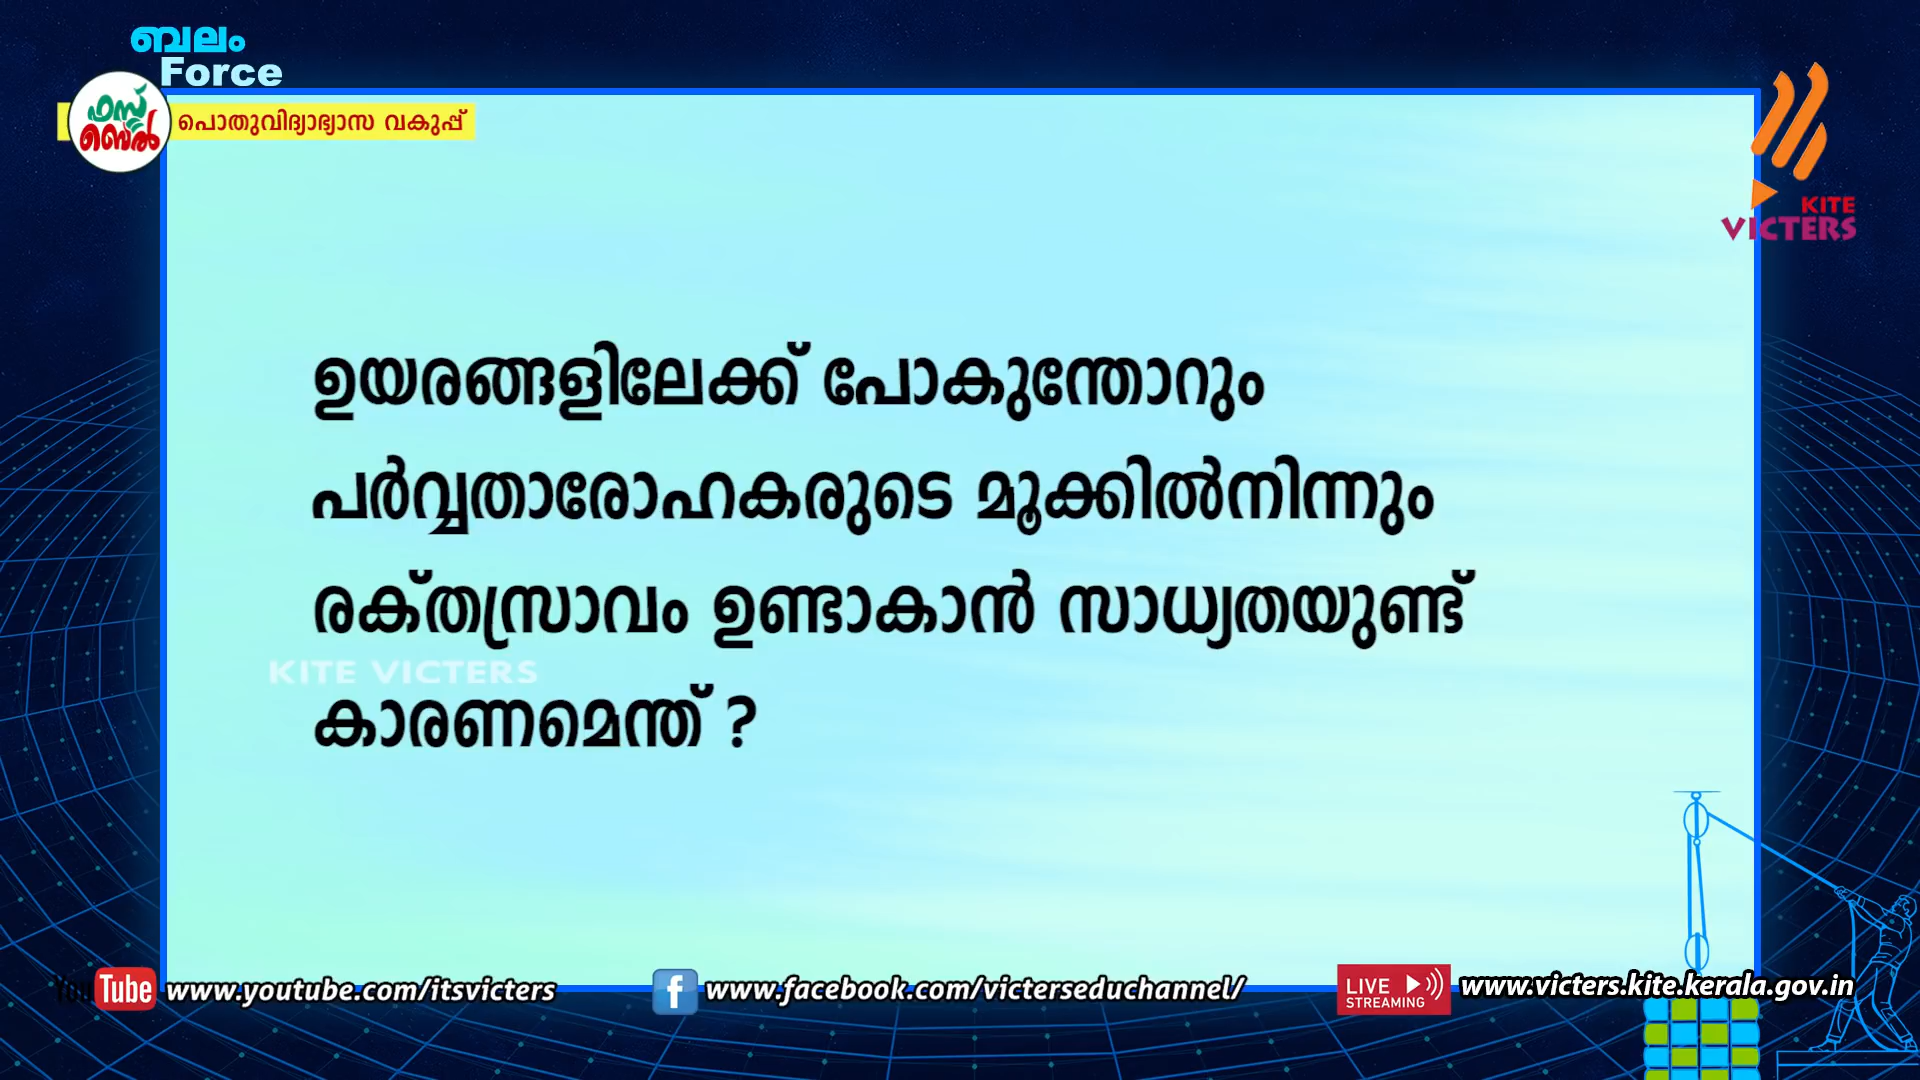 ബലം
Force
ഫസ്റ്റ്
ബെൽ
പൊതുവിദ്യാഭ്യാസ വകുപ്പ്
KITE
VICTERS
ഉയരങ്ങളിലേക്ക് പോകുന്തോറും
പർവ്വതാരോഹകരുടെ മൂക്കിൽനിന്നും
രക്തസ്രാവം ഉണ്ടാകാൻ സാധ്യതയുണ്ട്
KITE VICTERS
കാരണമെന്ത് ?
YouTube www.youtube.com/itsvicters
f www.facebook.com/victerseduchannel/
LIVE STREAMING www.victers.kite.kerala.gov.in